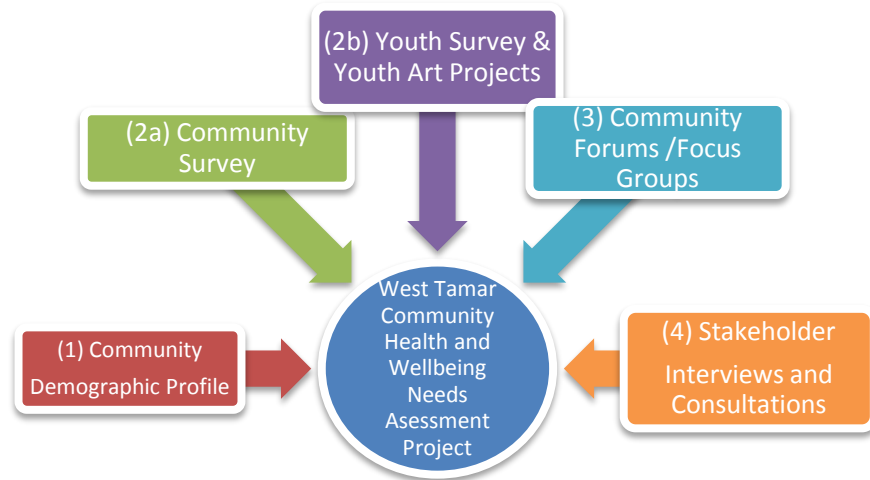 (2b) Youth Survey &
Youth Art Projects
(2a) Community
Survey
(3) Community
Forums /Focus
Groups
(1) Community
Demographic Profile
West Tamar
Community
Health and
Wellbeing
Needs
Asessment
Project
(4) Stakeholder
Interviews and
Consultations